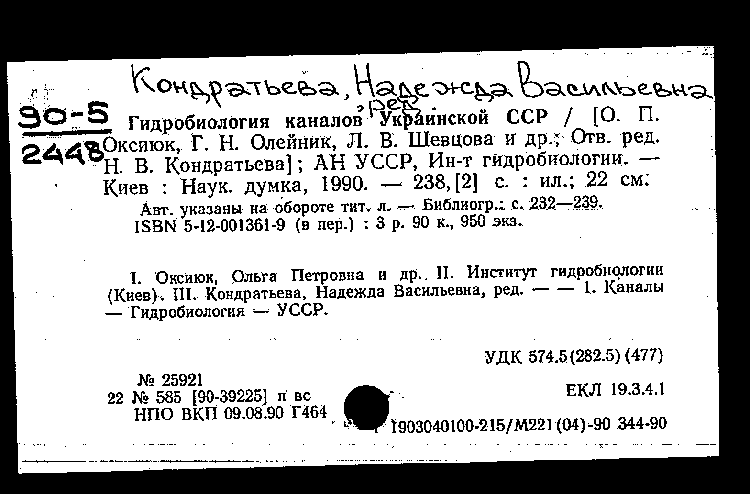 Кондратьева, Надежда Васильевна
, ред.
90-5
2448
Гидробиология каналов Украинской ССР / [О. П.
Оксиюк, Г. Н. Олейник, Л. В. Шевцова и др.; Отв. ред.
Н. В. Кондратьева]; АН УССР, Ин-т гидробиологии. —
Киев : Наук. думка, 1990. — 238, [2] с. : ил.; 22 см.
Авт. указаны на обороте тит. л. — Библиогр.: с. 232—239.
ISBN 5-12-001361-9 (в пер.) : 3 р. 90 к., 950 экз.
I. Оксиюк, Ольга Петровна и др. II. Институт гидробиологии
(Киев). III. Кондратьева, Надежда Васильевна, ред. — — 1. Каналы
— Гидробиология — УССР.
УДК 574.5(282.5) (477)
№ 25921
22 № 585 [90-39225] п вс
ЕКЛ 19.3.4.1
НПО ВКП 09.08.90 Г464
1903040100-215/М221(04)-90 344-90